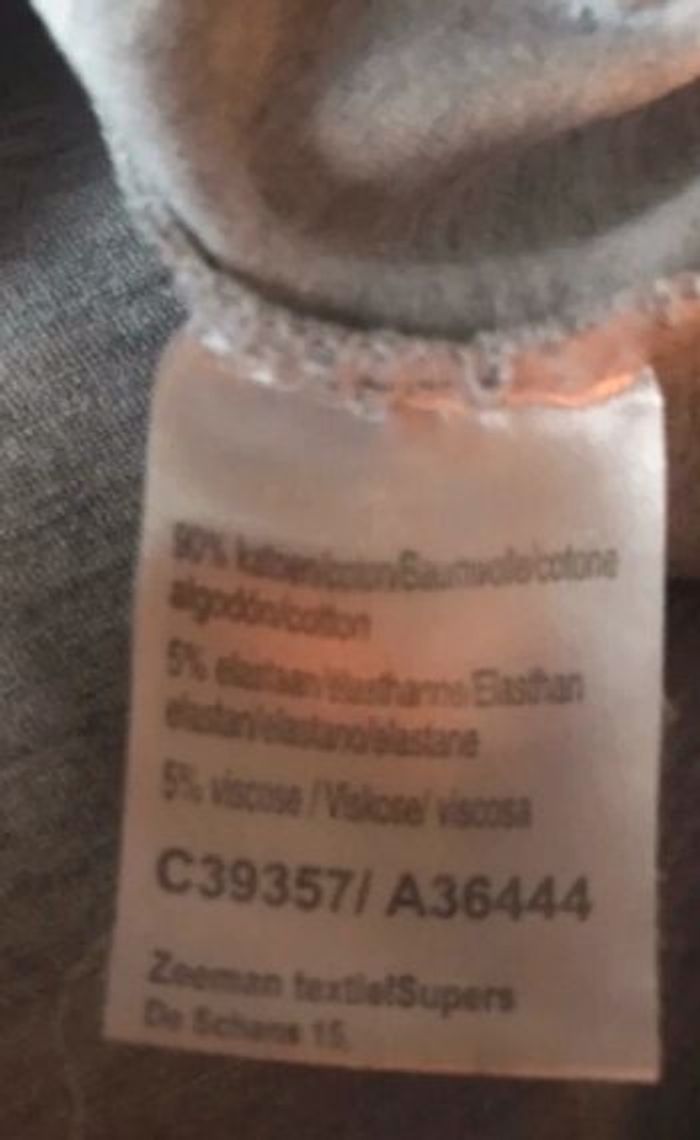 90% katoen/coton/Baumwolle/cotone
algodón/cotton
5% elastaan/élasthanne/Elasthan
elastan/elastano/elastane
5% viscose / Viskose/ viscosa
C39357/ A36444
Zeeman textielSupers
De Schans 15.